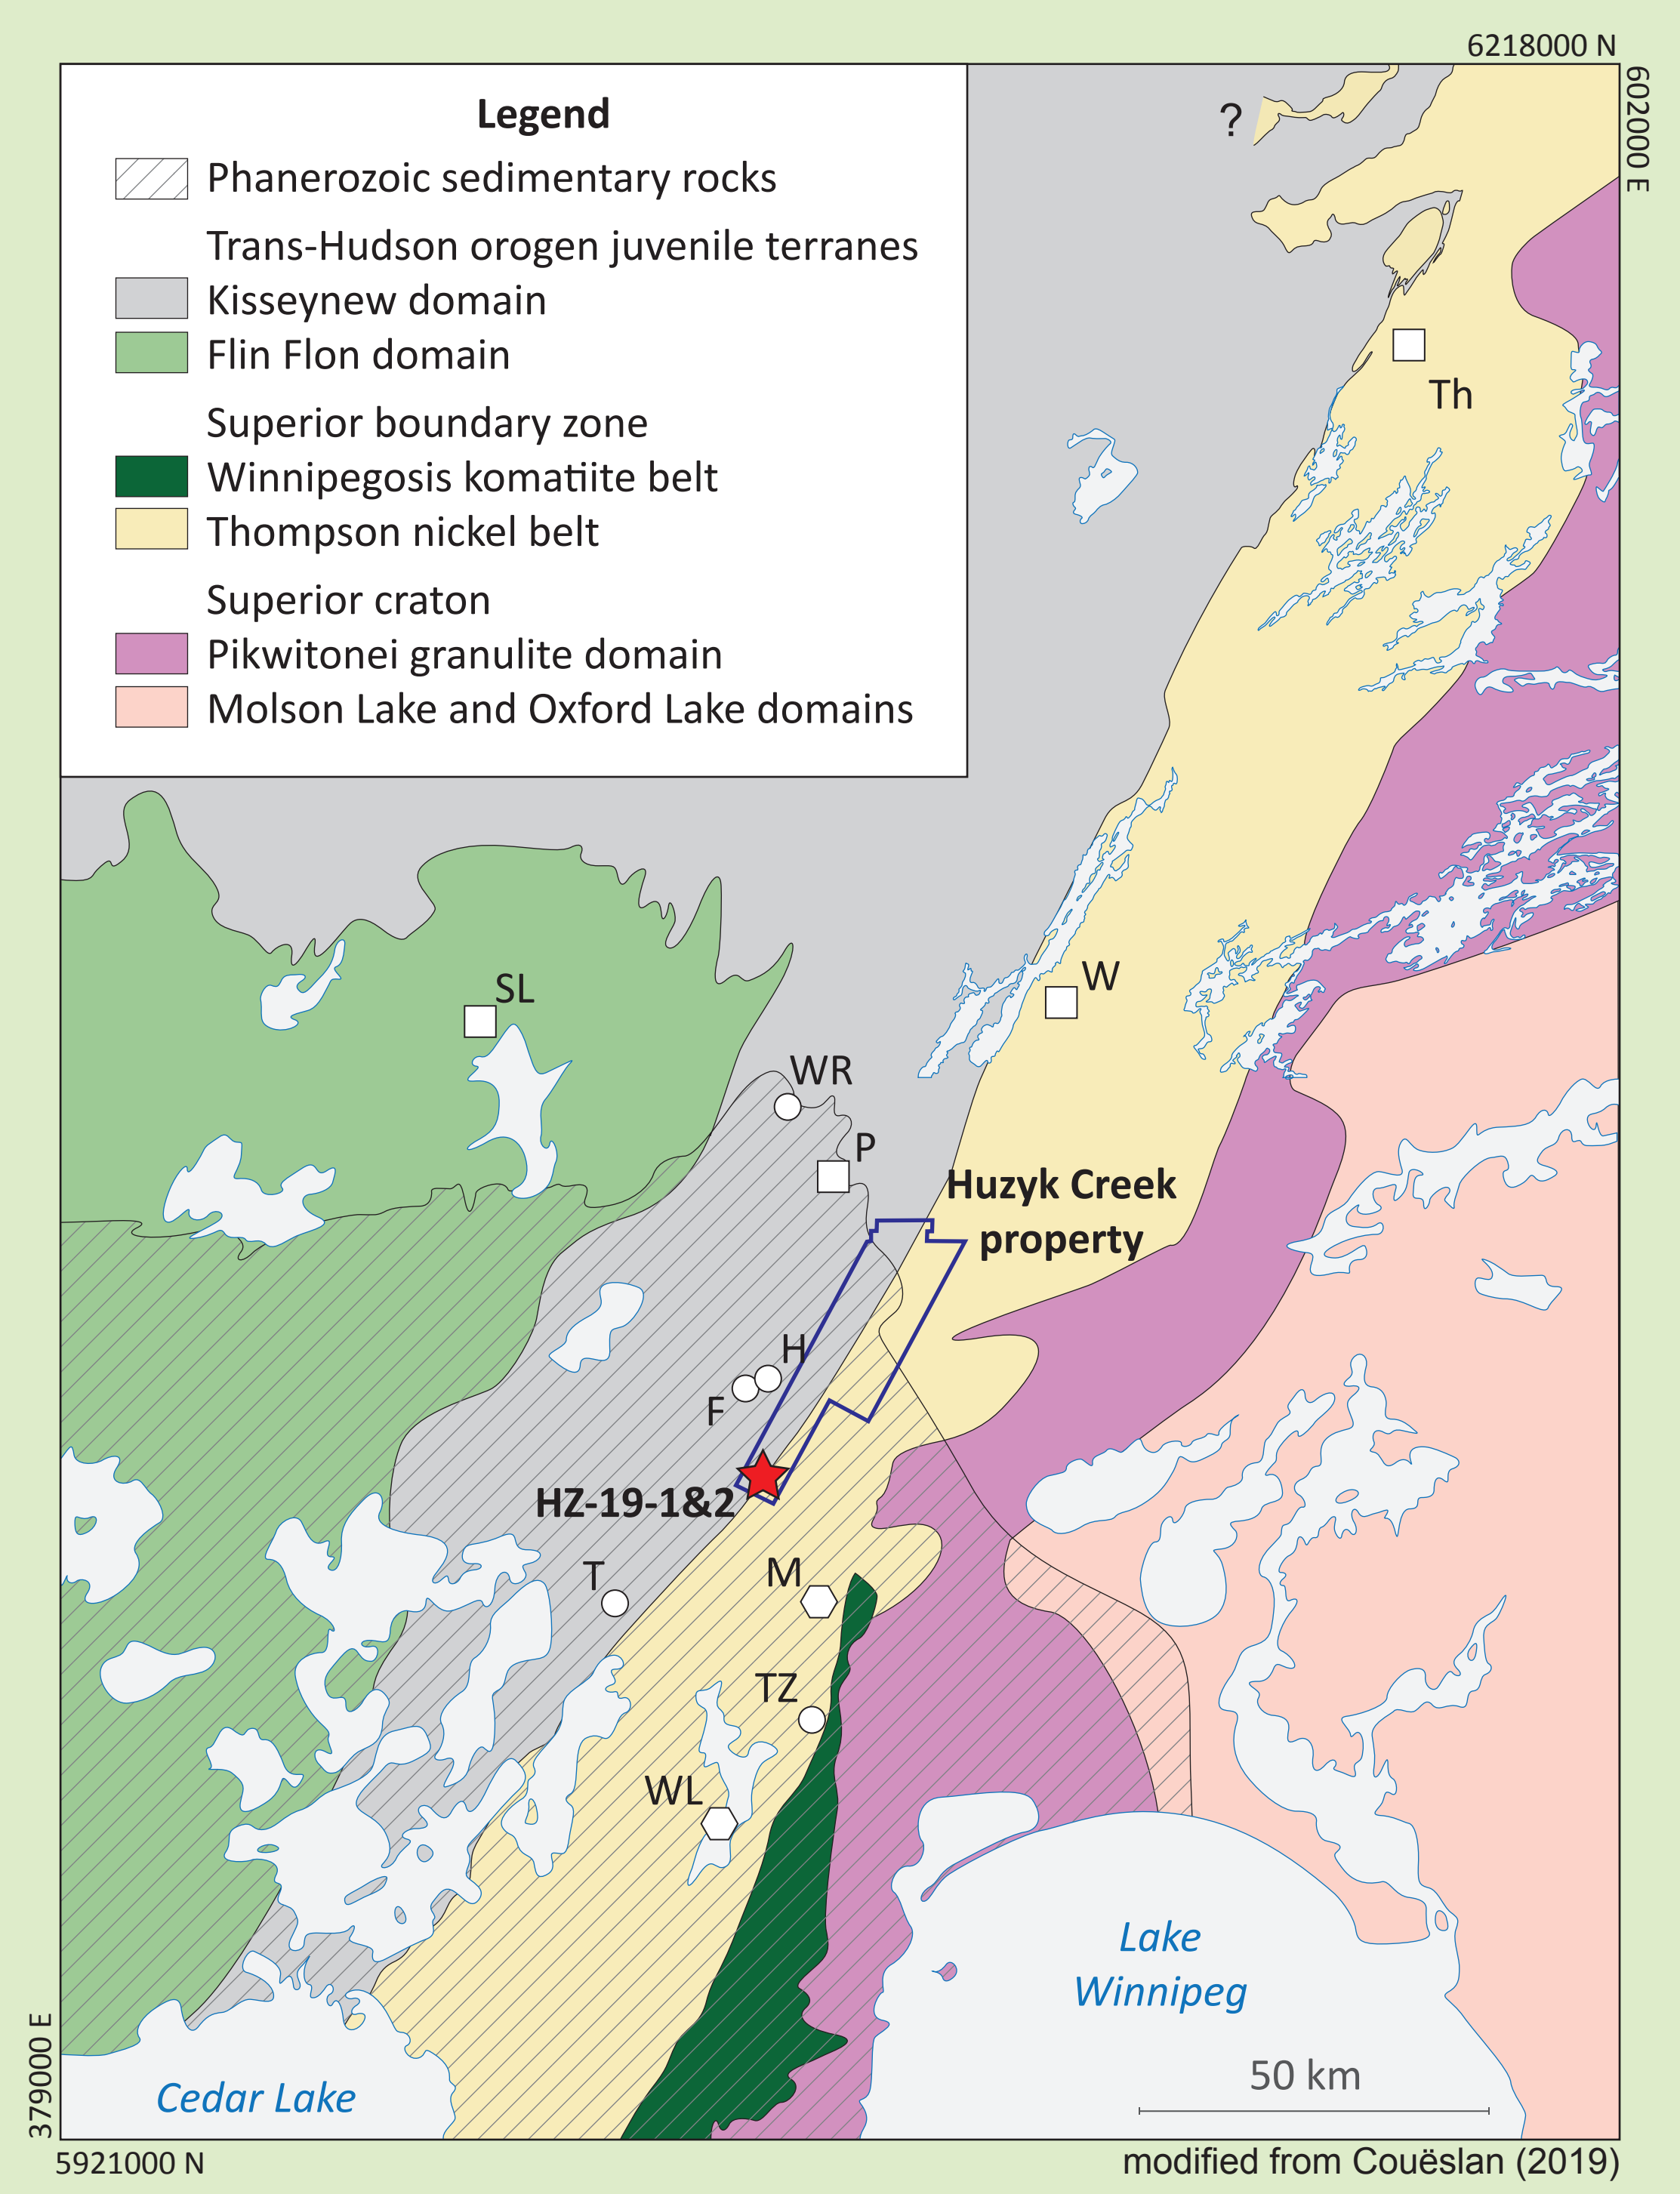 6218000 N
602000 E
Legend
Phanerozoic sedimentary rocks
Trans-Hudson orogen juvenile terranes
Kisseynew domain
Flin Flon domain
Superior boundary zone
Winnipegosis komatiite belt
Thompson nickel belt
Superior craton
Pikwitonei granulite domain
Molson Lake and Oxford Lake domains
?
Th
SL
W
WR
P
Huzyk Creek
property
H
F
HZ-19-1&2
T
M
TZ
WL
Lake
Winnipeg
50 km
Cedar Lake
379000 E
5921000 N
modified from Couëslan (2019)